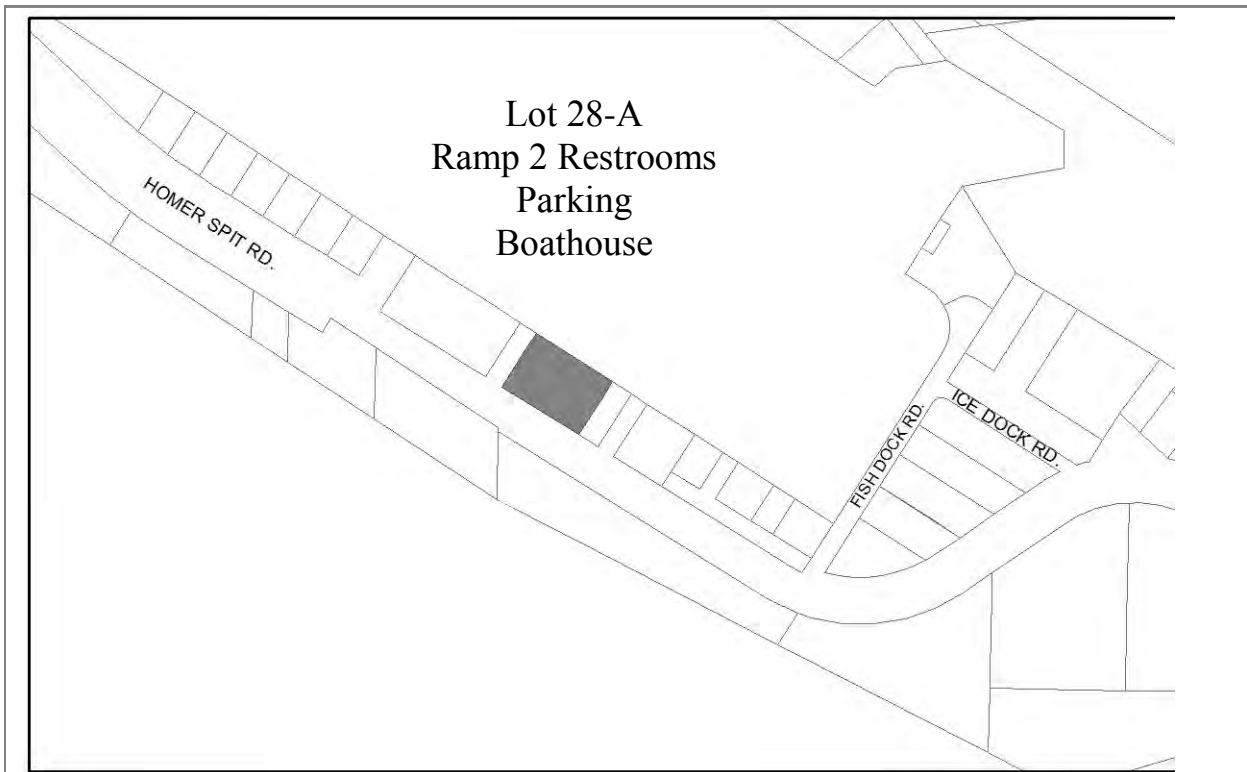 Lot 28-A
Ramp 2 Restrooms
Parking
Boathouse
HOMER SPIT RD.
ICE DOCK RD.
FISH DOCK RD.